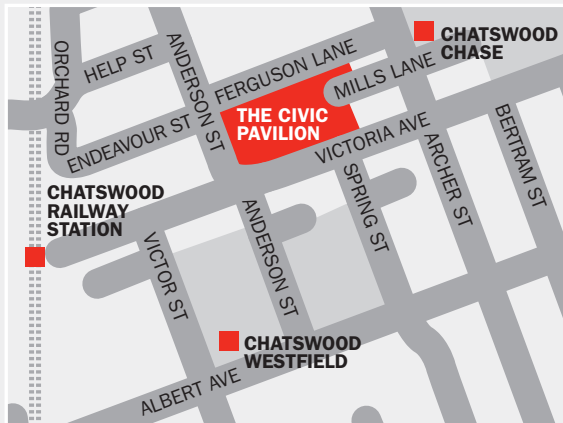 ORCHARD RD
HELP ST
ANDERSON ST
FERGUSON LANE
CHATSWOOD
CHASE
MILLS LANE
ENDEAVOUR ST
THE CIVIC
PAVILION
VICTORIA AVE
ARCHER ST
BERTRAM ST
CHATSWOOD
RAILWAY
STATION
VICTOR ST
ANDERSON ST
SPRING ST
CHATSWOOD
WESTFIELD
ALBERT AVE